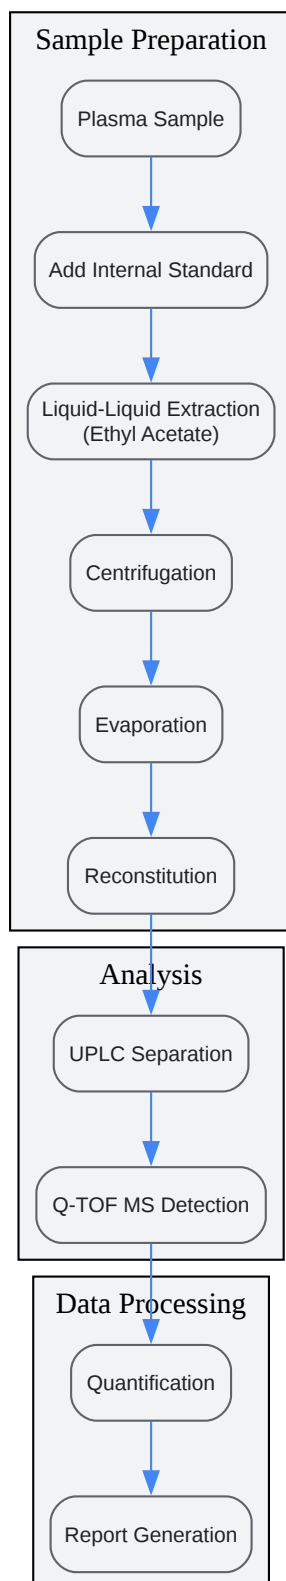 Sample Preparation
Plasma Sample
Add Internal Standard
Liquid-Liquid Extraction
(Ethyl Acetate)
Centrifugation
Evaporation
Reconstitution
Analysis
UPLC Separation
Q-TOF MS Detection
Data Processing
Quantification
Report Generation